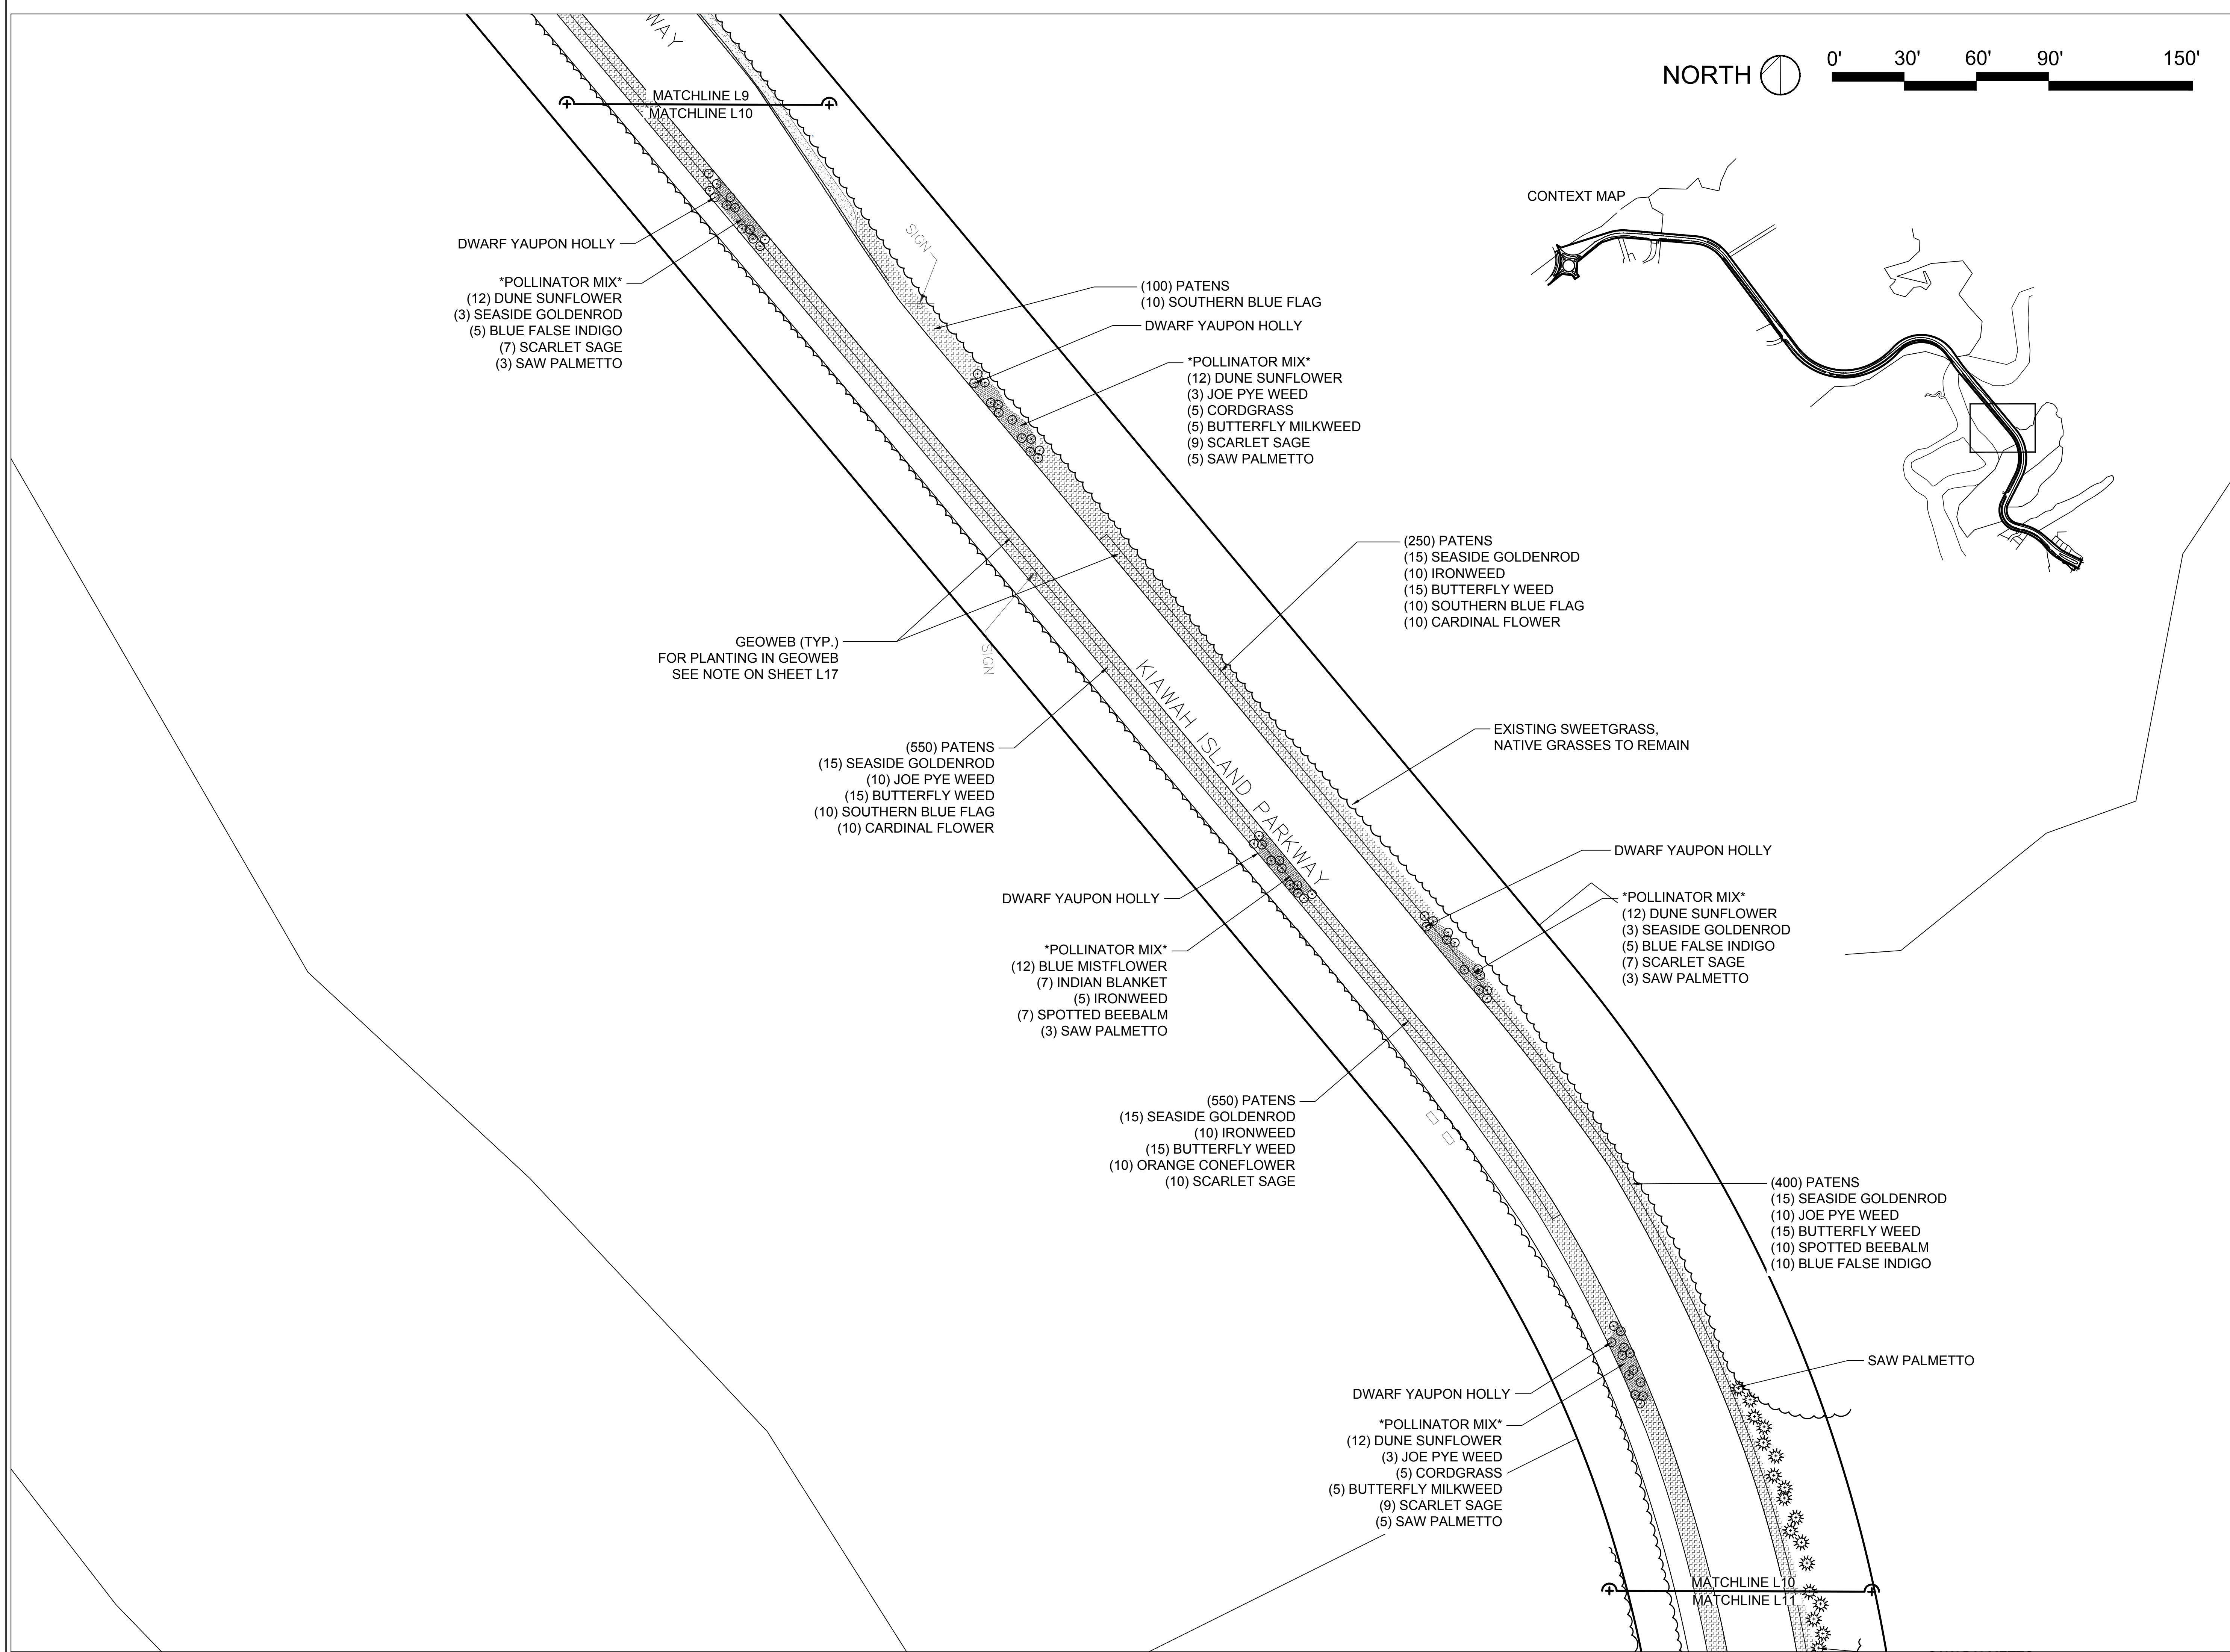 WAY
MATCHLINE L9
MATCHLINE L10
NORTH
0' 30' 60' 90' 150'
CONTEXT MAP
DWARF YAUPON HOLLY
*POLLINATOR MIX*
(12) DUNE SUNFLOWER
(3) SEASIDE GOLDENROD
(5) BLUE FALSE INDIGO
(7) SCARLET SAGE
(3) SAW PALMETTO
SIGN
(100) PATENS
(10) SOUTHERN BLUE FLAG
DWARF YAUPON HOLLY
*POLLINATOR MIX*
(12) DUNE SUNFLOWER
(3) JOE PYE WEED
(5) CORDGRASS
(5) BUTTERFLY MILKWEED
(9) SCARLET SAGE
(5) SAW PALMETTO
(250) PATENS
(15) SEASIDE GOLDENROD
(10) IRONWEED
(15) BUTTERFLY WEED
(10) SOUTHERN BLUE FLAG
(10) CARDINAL FLOWER
GEOWEB (TYP.)
FOR PLANTING IN GEOWEB
SEE NOTE ON SHEET L17
SIGN
KIAWAH ISLAND PARKWAY
EXISTING SWEETGRASS,
NATIVE GRASSES TO REMAIN
(550) PATENS
(15) SEASIDE GOLDENROD
(10) JOE PYE WEED
(15) BUTTERFLY WEED
(10) SOUTHERN BLUE FLAG
(10) CARDINAL FLOWER
DWARF YAUPON HOLLY
*POLLINATOR MIX*
(12) DUNE SUNFLOWER
(3) SEASIDE GOLDENROD
(5) BLUE FALSE INDIGO
(7) SCARLET SAGE
(3) SAW PALMETTO
DWARF YAUPON HOLLY
*POLLINATOR MIX*
(12) BLUE MISTFLOWER
(7) INDIAN BLANKET
(5) IRONWEED
(7) SPOTTED BEEBALM
(3) SAW PALMETTO
(550) PATENS
(15) SEASIDE GOLDENROD
(10) IRONWEED
(15) BUTTERFLY WEED
(10) ORANGE CONEFLOWER
(10) SCARLET SAGE
(400) PATENS
(15) SEASIDE GOLDENROD
(10) JOE PYE WEED
(15) BUTTERFLY WEED
(10) SPOTTED BEEBALM
(10) BLUE FALSE INDIGO
SAW PALMETTO
DWARF YAUPON HOLLY
*POLLINATOR MIX*
(12) DUNE SUNFLOWER
(3) JOE PYE WEED
(5) CORDGRASS
(5) BUTTERFLY MILKWEED
(9) SCARLET SAGE
(5) SAW PALMETTO
MATCHLINE L10
MATCHLINE L11